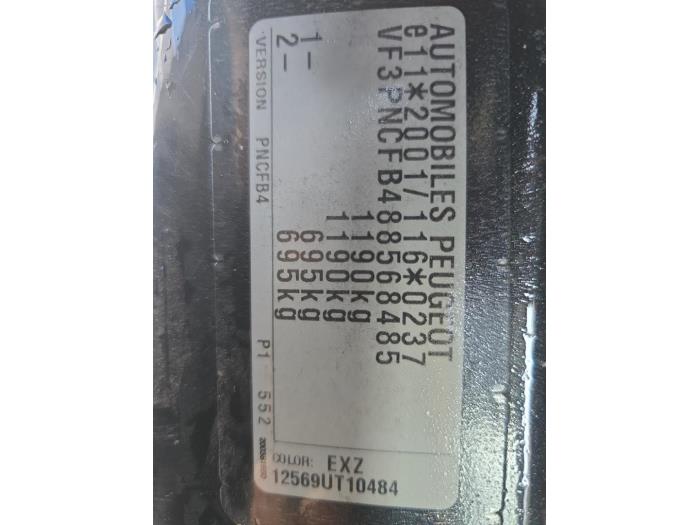 AUTOMOBILES PEUGEOT
e11*2001/116*0237
VF3PNCFB488568485
1190kg
1190kg
1- 695kg
2- 695kg
VERSION PNCFB4 P1 552
COLOR: EXZ
12569UT10484